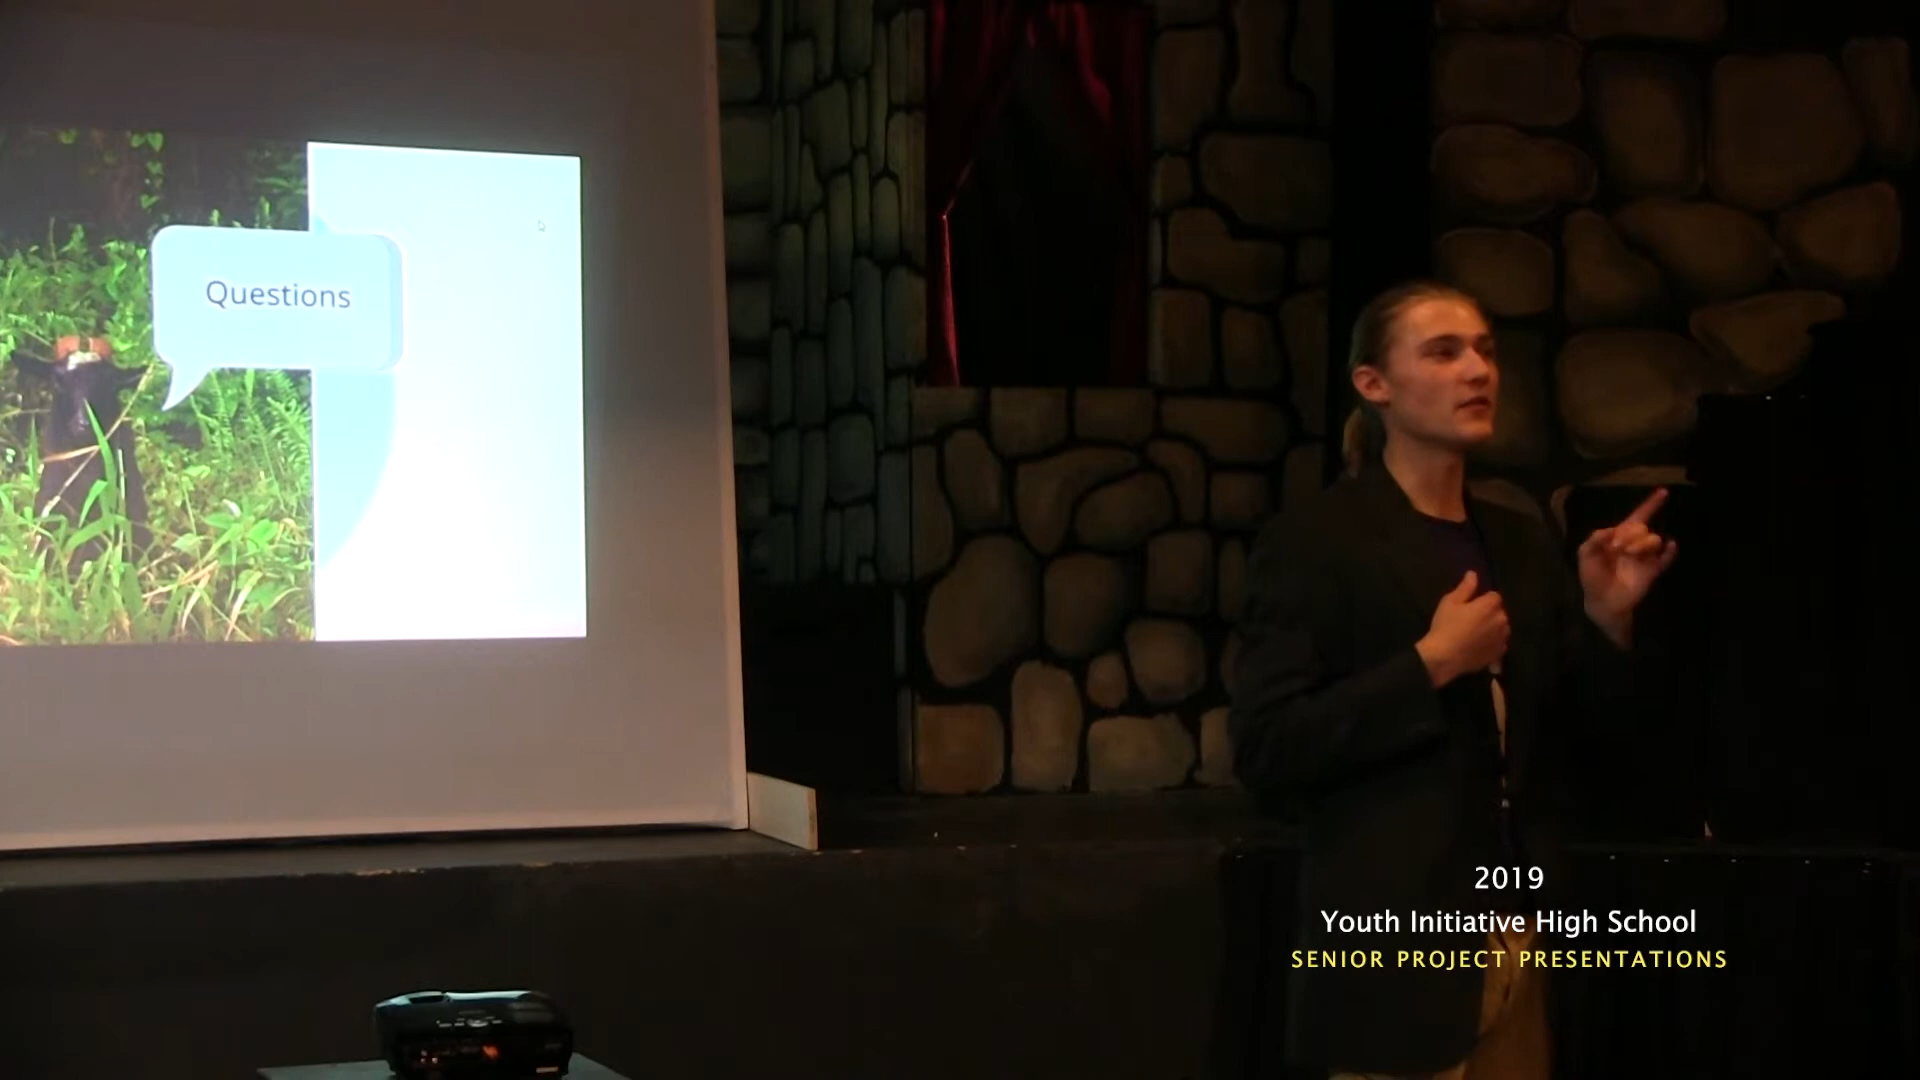 Questions
2019
Youth Initiative High School
SENIOR PROJECT PRESENTATIONS